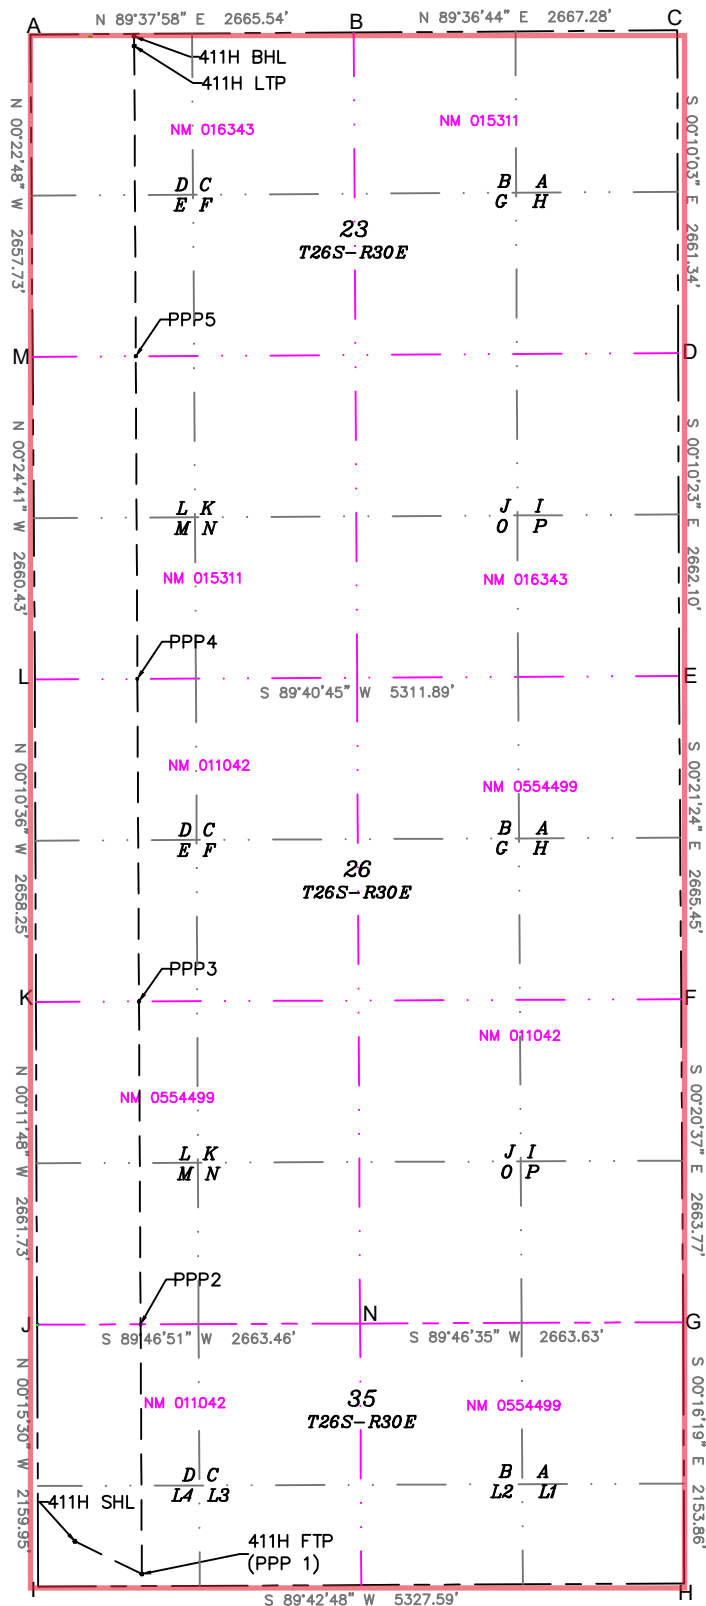 N 89°37'58" E 2665.54'
N 89°36'44" E 2667.28'
A
B
C
411H BHL
411H LTP
N 00°22'48" W 2657.73'
S 00°10'03" E 2661.34'
NM 016343
NM 015311
D C
E F
B A
G H
23
T26S-R30E
PPP5
M
D
N 00°24'41" W 2660.43'
S 00°10'23" E 2662.10'
L K
M N
J I
O P
NM 015311
NM 016343
PPP4
L
E
S 89°40'45" W 5311.89'
N 00°10'36" W 2658.25'
S 00°21'24" E 2665.45'
NM 011042
NM 0554499
D C
E F
B A
G H
26
T26S-R30E
PPP3
K
F
N 00°11'48" W 2661.73'
S 00°20'37" E 2663.77'
NM 011042
NM 0554499
L K
M N
J I
O P
PPP2
J
N
G
S 89°46'51" W 2663.46'
S 89°46'35" W 2663.63'
N 00°15'30" W 2159.95'
S 00°16'19" E 2153.86'
35
T26S-R30E
NM 011042
NM 0554499
D C
L4 L3
B A
L2 L1
411H SHL
411H FTP
(PPP 1)
I
H
S 89°42'48" W 5327.59'